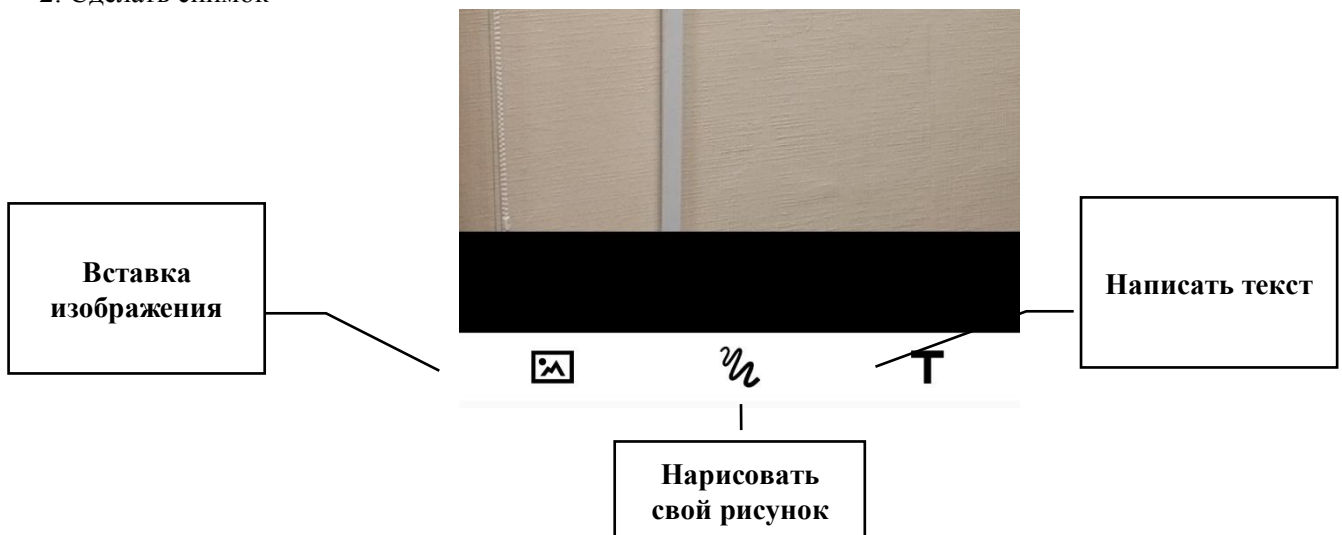 2. Сделать снимок
Вставка
изображения
Написать текст
T
Нарисовать
свой рисунок